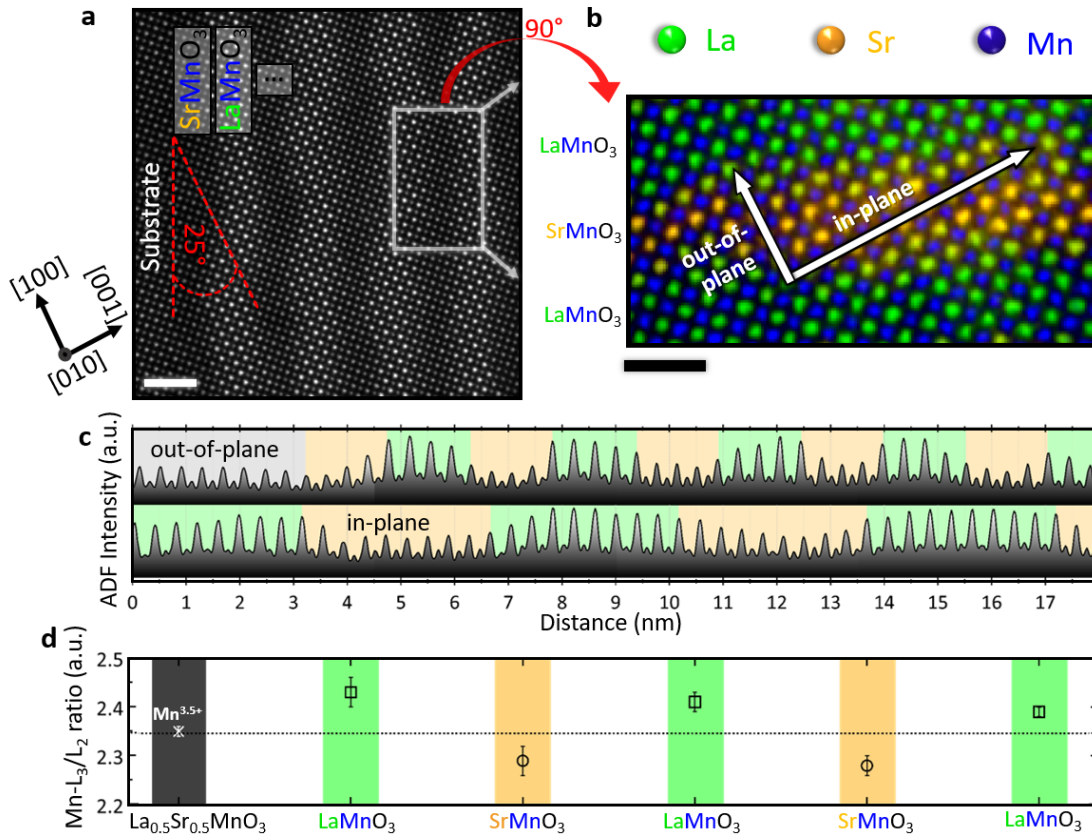 a
b
La
Sr
Mn
90°
SrMnO3
LaMnO3
...
Substrate
25°
[100]
[001]
[010]
LaMnO3
SrMnO3
LaMnO3
out-of-
plane
in-plane
c
ADF Intensity (a.u.)
out-of-plane
in-plane
0 1 2 3 4 5 6 7 8 9 10 11 12 13 14 15 16 17
Distance (nm)
d
Mn-L3/L2 ratio (a.u.)
2.5
2.4
2.3
2.2
Mn3.5+
La0.5Sr0.5MnO3 LaMnO3 SrMnO3 LaMnO3 SrMnO3 LaMnO3